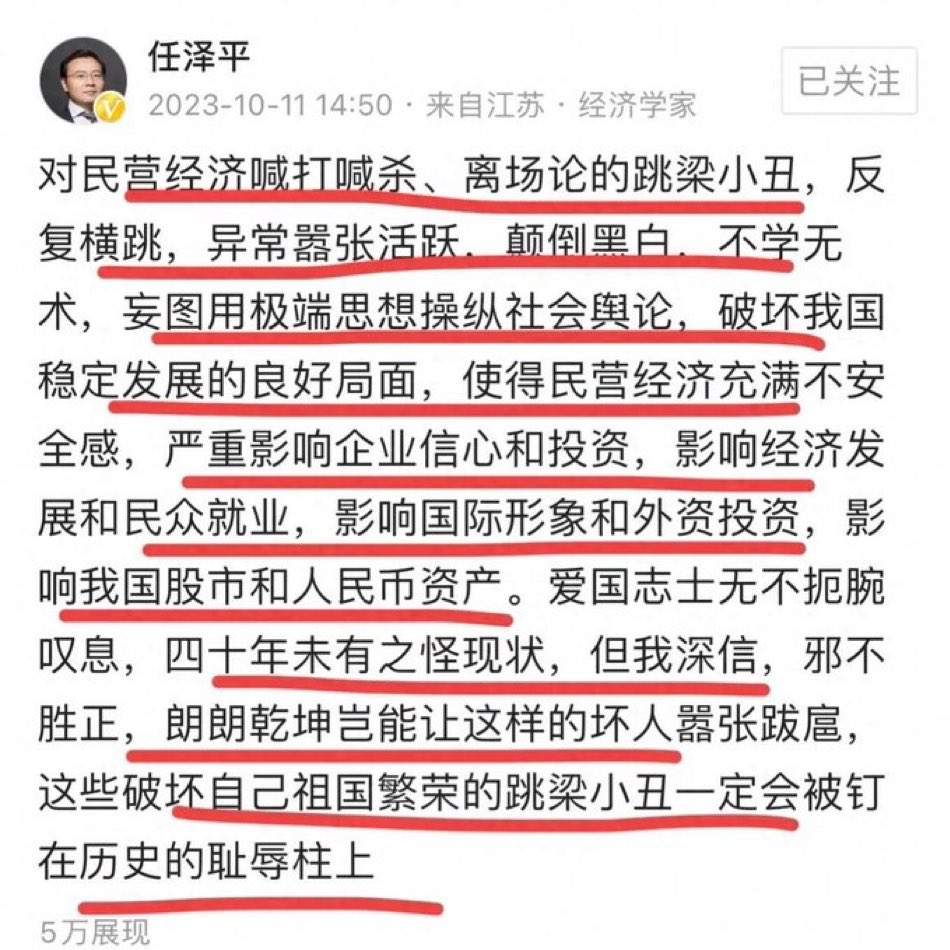 任泽平
2023-10-11 14:50 · 来自江苏 · 经济学家
已关注
对民营经济喊打喊杀、离场论的跳梁小丑，反
复横跳，异常嚣张活跃，颠倒黑白，不学无
术，妄图用极端思想操纵社会舆论，破坏我国
稳定发展的良好局面，使得民营经济充满不安
全感，严重影响企业信心和投资，影响经济发
展和民众就业，影响国际形象和外资投资，影
响我国股市和人民币资产。爱国志士无不扼腕
叹息，四十年未有之怪现状，但我深信，邪不
胜正，朗朗乾坤岂能让这样的坏人嚣张跋扈，
这些破坏自己祖国繁荣的跳梁小丑一定会被钉
在历史的耻辱柱上
5万展现